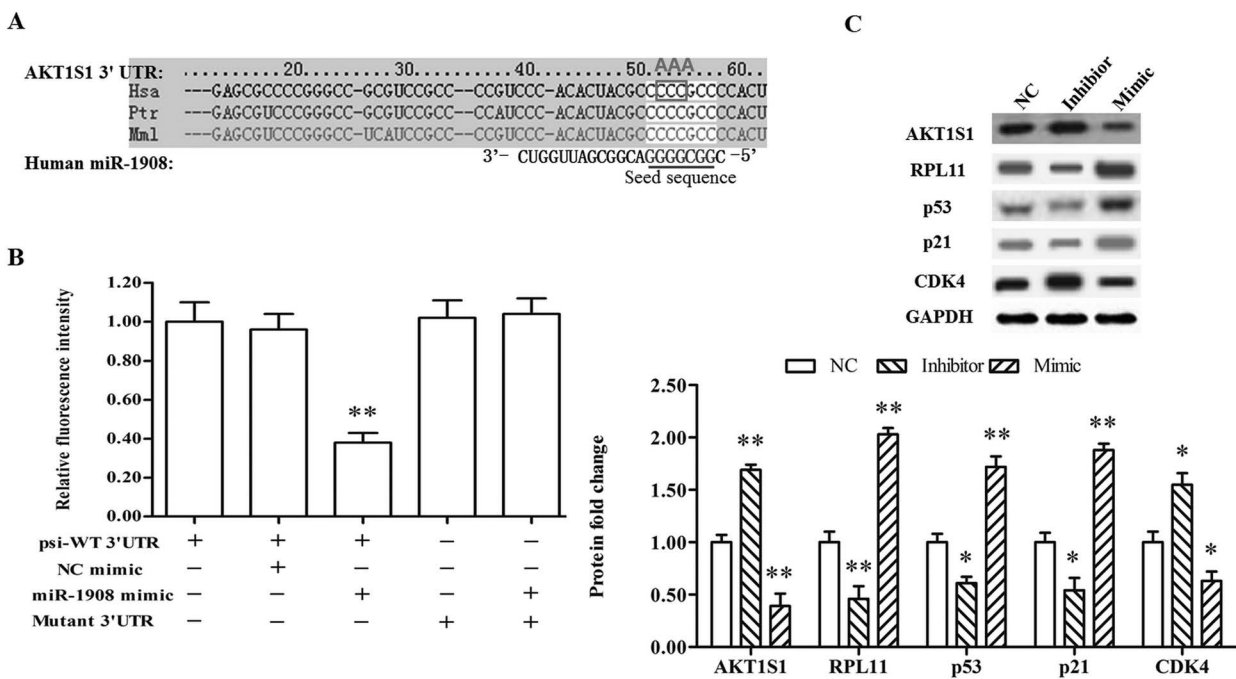 A
AAA
AKT1S1 3' UTR: .........20.........30.........40.........50.........60..
Hsa ---GAGCGCCCCGGGCC-GCGUCCGCC--CCGUCCC-ACACUACGCCCCCGCCCCACU
Ptr ---GAGCGUCCCGGGCC-GCGUCCGCC--CCAUCCC-ACACUACGCCCCCGCCCCACU
Mml ---GAGCGUCCCGGGCC-UCAUCCGCC--CCGUCCC-ACACUACGCCCCCGCCCCACU
Human miR-1908: 3'- CUGGUUAGCGGCAGGGGCGGC -5'
Seed sequence
B
Relative fluorescence intensity
1.20
1.00
0.80
0.60
0.40
0.20
0.00
**
psi-WT 3'UTR + + + − −
NC mimic − + − − −
miR-1908 mimic − − + − +
Mutant 3'UTR − − − + +
C
NC Inhibior Mimic
AKT1S1
RPL11
p53
p21
CDK4
GAPDH
NC Inhibitor Mimic
Protein fold change
2.50
2.00
1.50
1.00
0.50
0.00
** ** ** ** * ** * ** * *
AKT1S1 RPL11 p53 p21 CDK4